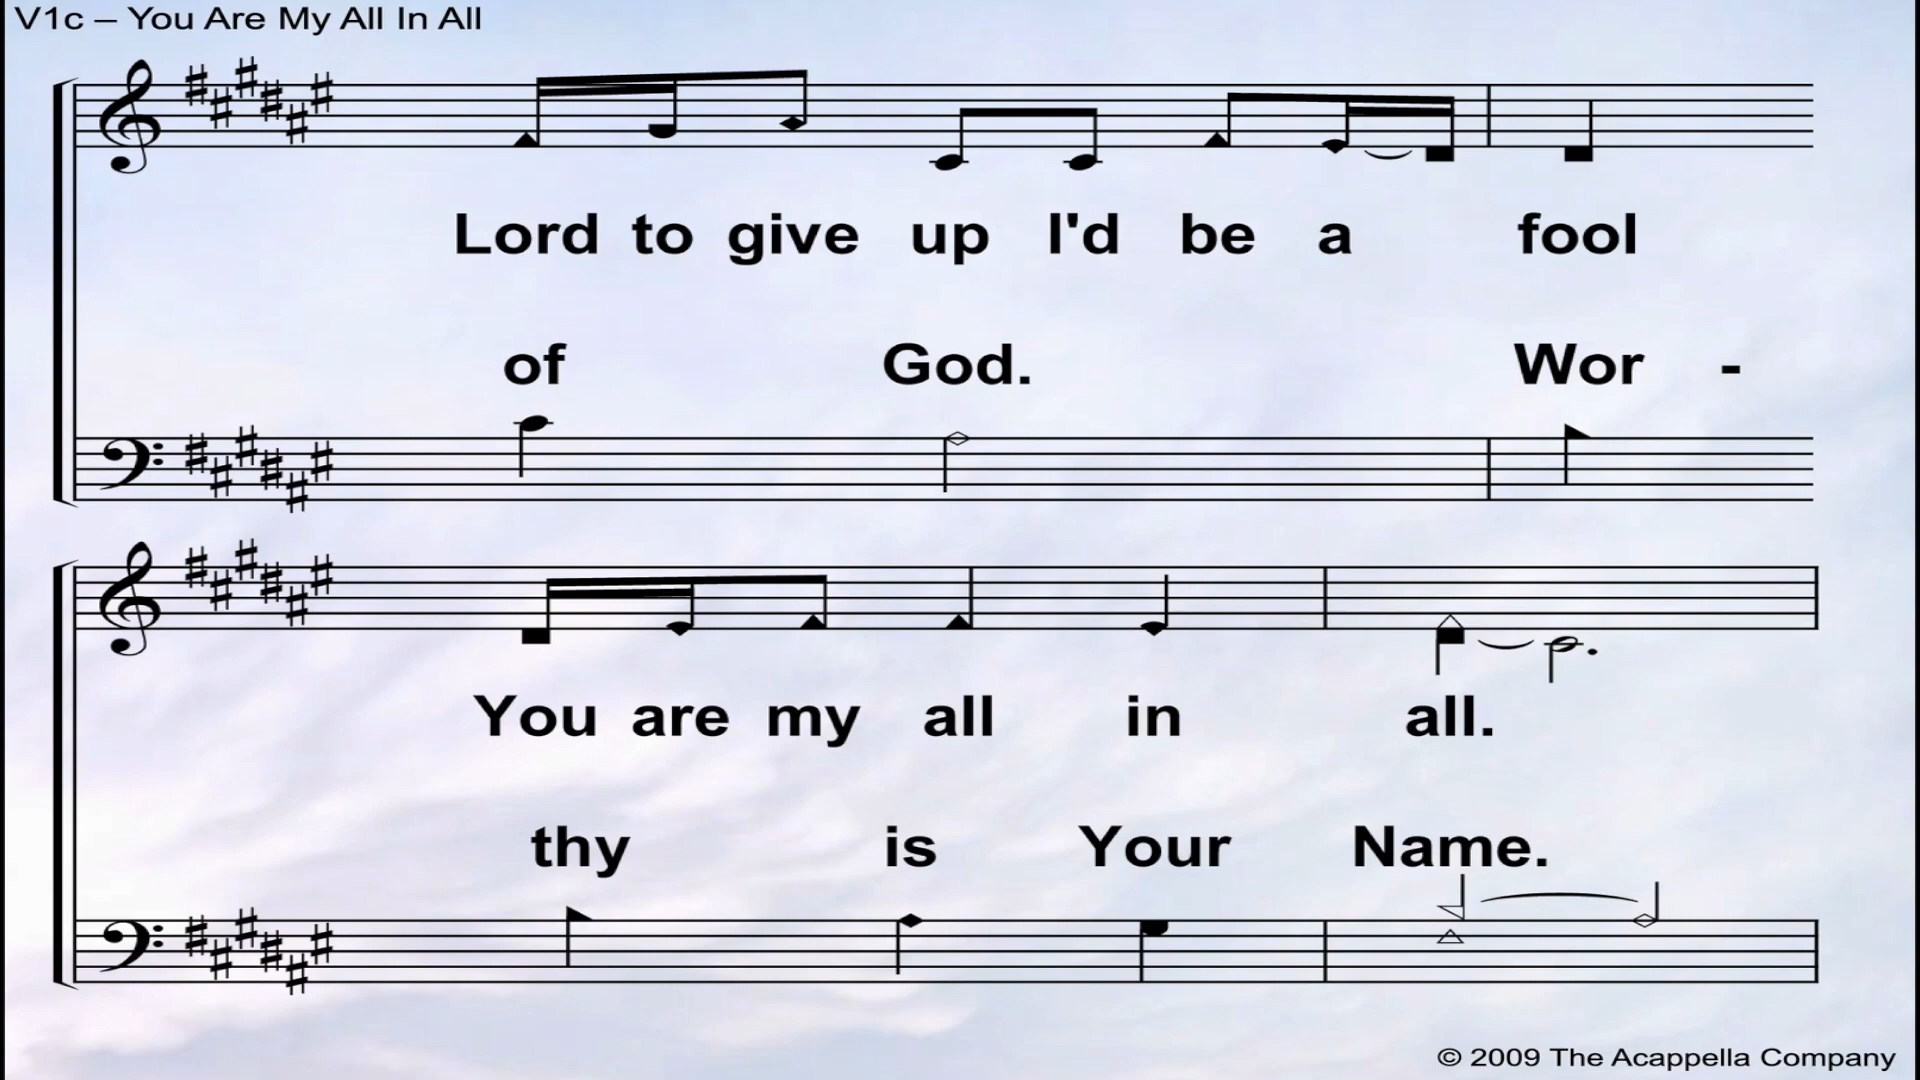 V1c – You Are My All In All
Lord to give up I'd be a fool
of God. Wor -
You are my all in all.
thy is Your Name.
© 2009 The Acappella Company